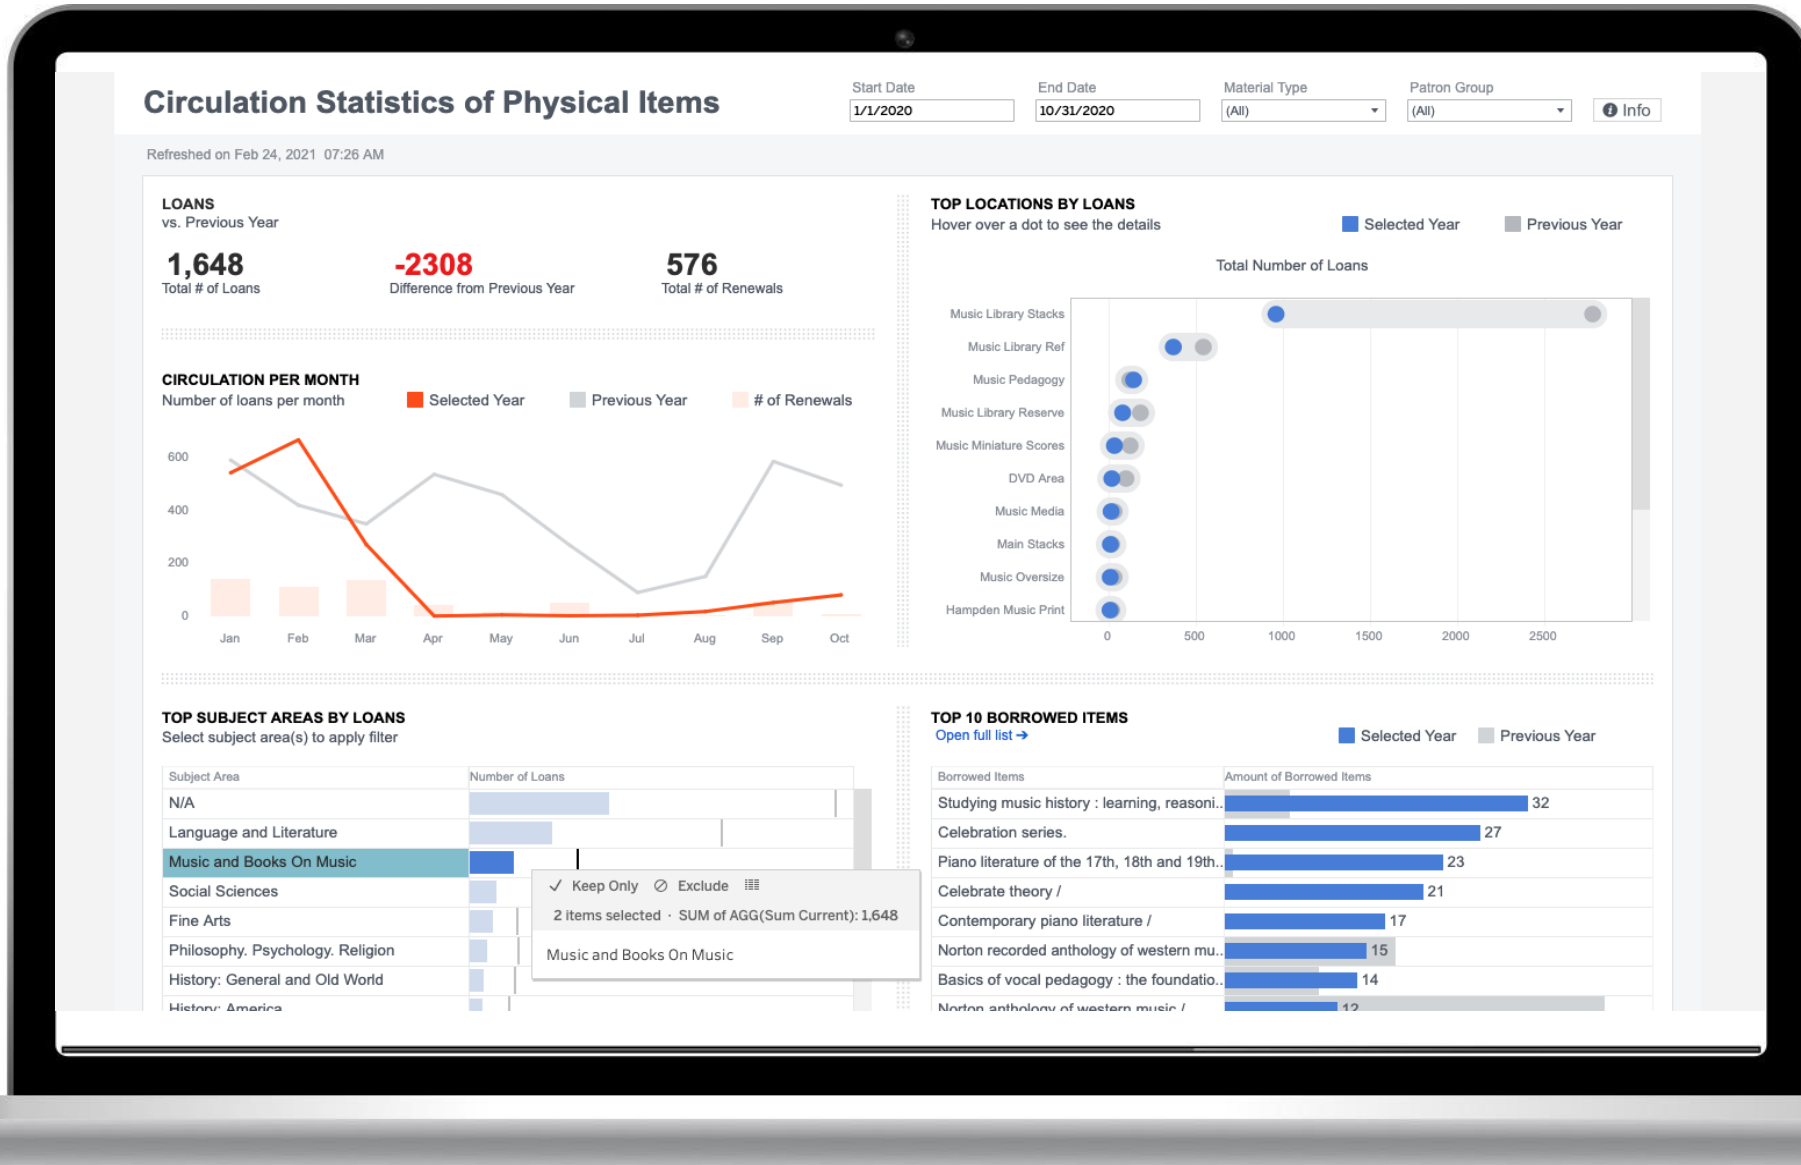 Circulation Statistics of Physical Items
Start Date
1/1/2020
End Date
10/31/2020
Material Type
(All)
Patron Group
(All)
Info
Refreshed on Feb 24, 2021 07:26 AM
LOANS
vs. Previous Year
1,648
Total # of Loans
-2308
Difference from Previous Year
576
Total # of Renewals
CIRCULATION PER MONTH
Number of loans per month
Selected Year
Previous Year
# of Renewals
600
400
200
0
Jan Feb Mar Apr May Jun Jul Aug Sep Oct
TOP LOCATIONS BY LOANS
Hover over a dot to see the details
Selected Year
Previous Year
Total Number of Loans
Music Library Stacks
Music Library Ref
Music Pedagogy
Music Library Reserve
Music Miniature Scores
DVD Area
Music Media
Main Stacks
Music Oversize
Hampden Music Print
0 500 1000 1500 2000 2500
TOP SUBJECT AREAS BY LOANS
Select subject area(s) to apply filter
Subject Area Number of Loans
N/A
Language and Literature
Music and Books On Music
Social Sciences
Fine Arts
Philosophy. Psychology. Religion
History: General and Old World
History: America
Keep Only Exclude
2 items selected · SUM of AGG(Sum Current): 1,648
Music and Books On Music
TOP 10 BORROWED ITEMS
Open full list →
Selected Year
Previous Year
Borrowed Items Amount of Borrowed Items
Studying music history : learning, reasoni.. 32
Celebration series. 27
Piano literature of the 17th, 18th and 19th.. 23
Celebrate theory / 21
Contemporary piano literature / 17
Norton recorded anthology of western mu.. 15
Basics of vocal pedagogy : the foundatio.. 14
Norton anthology of western music / 12